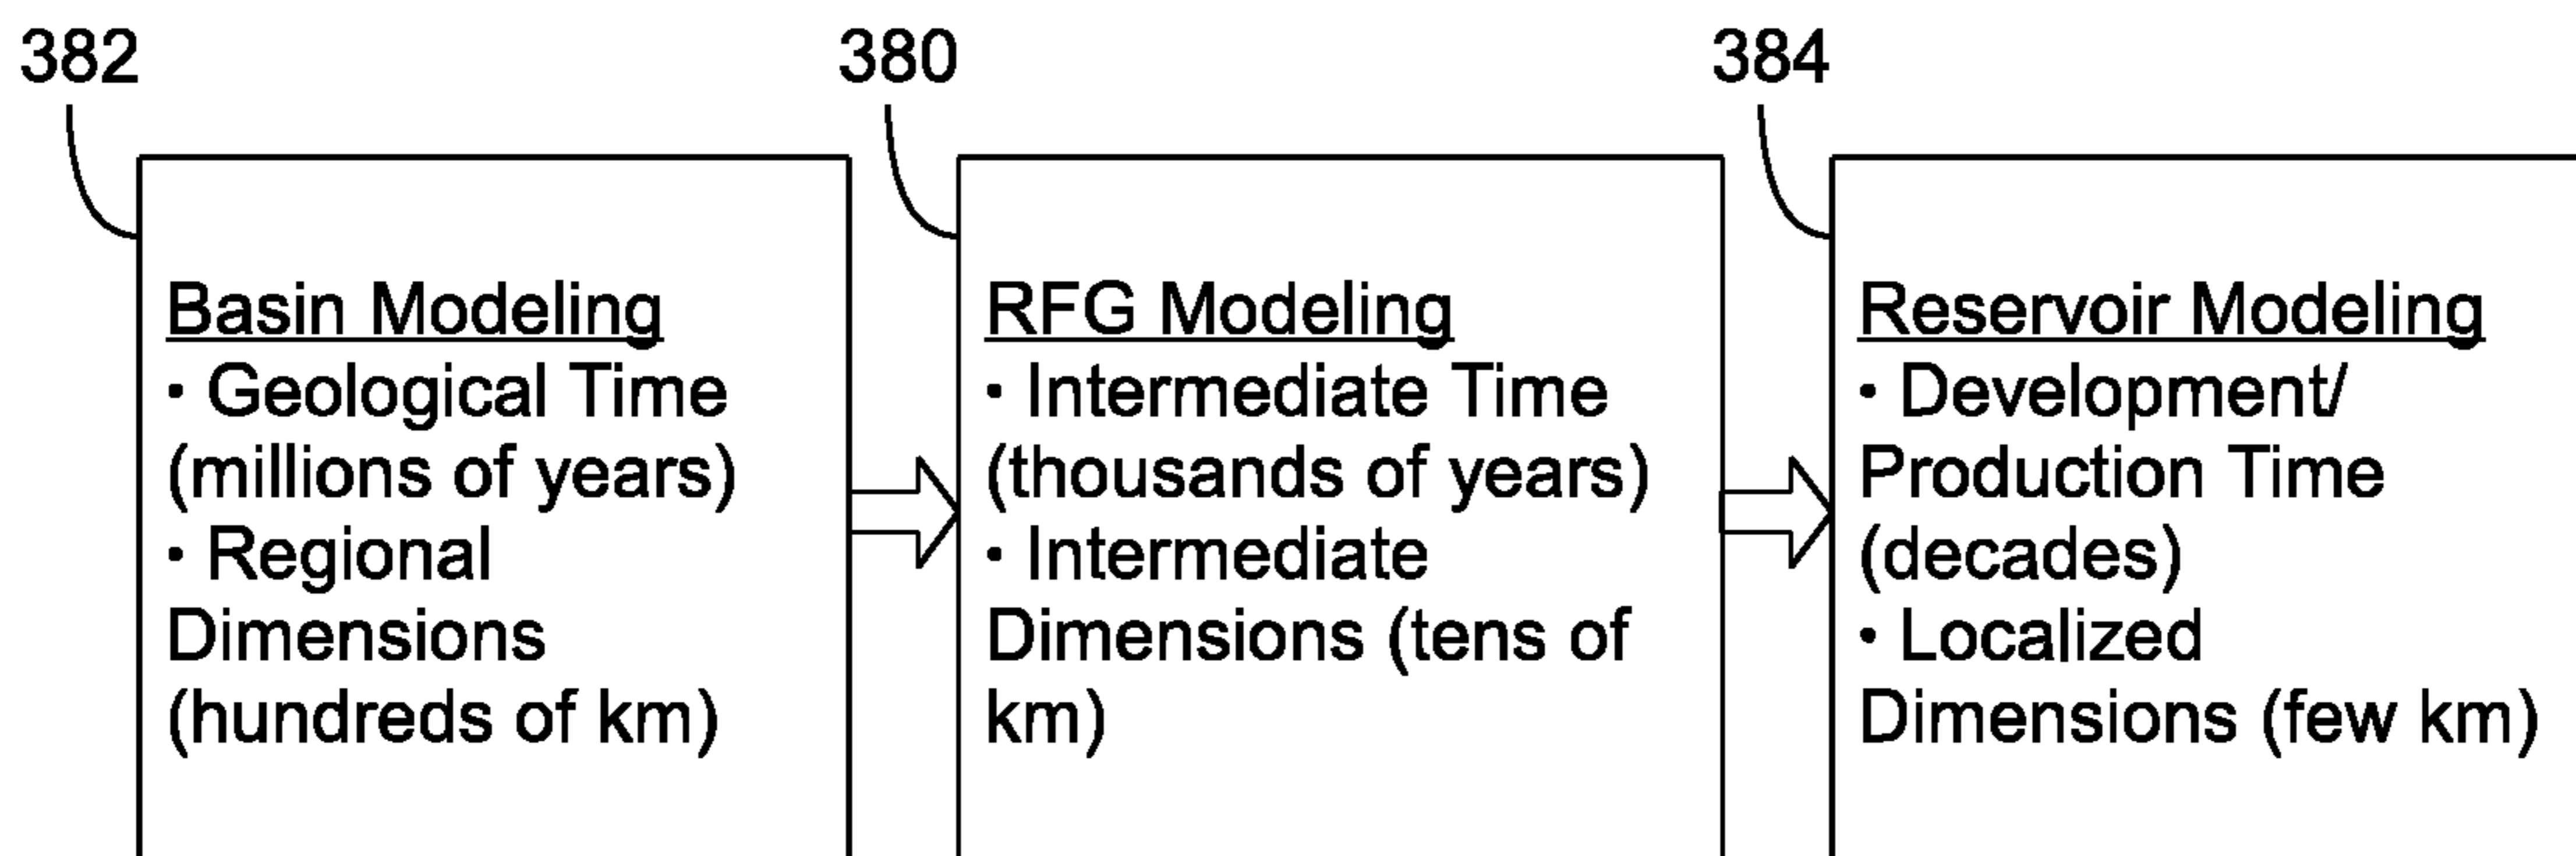 382
380
384
Basin Modeling
• Geological Time
(millions of years)
• Regional
Dimensions
(hundreds of km)
RFG Modeling
• Intermediate Time
(thousands of years)
• Intermediate
Dimensions (tens of
km)
Reservoir Modeling
• Development/
Production Time
(decades)
• Localized
Dimensions (few km)